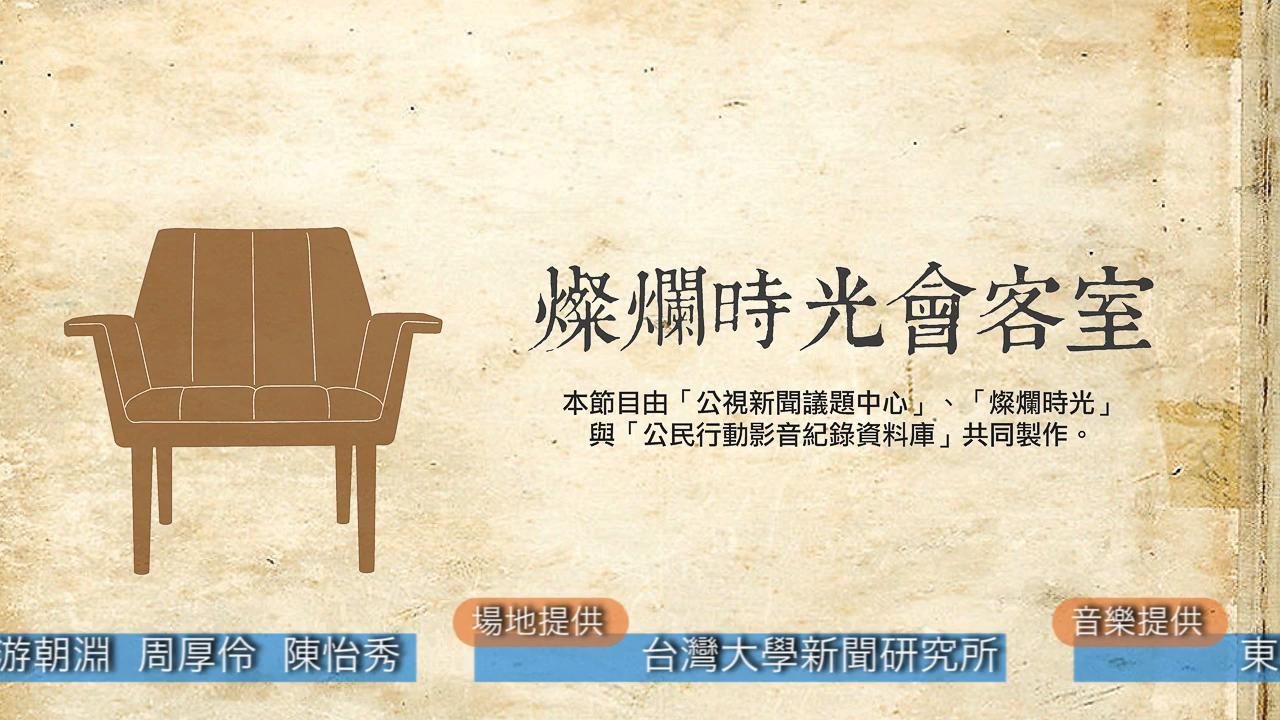 燦爛時光會客室
本節目由「公視新聞議題中心」、「燦爛時光」
與「公民行動影音紀錄資料庫」共同製作。
場地提供
音樂提供
游朝淵 周厚伶 陳怡秀
台灣大學新聞研究所
東